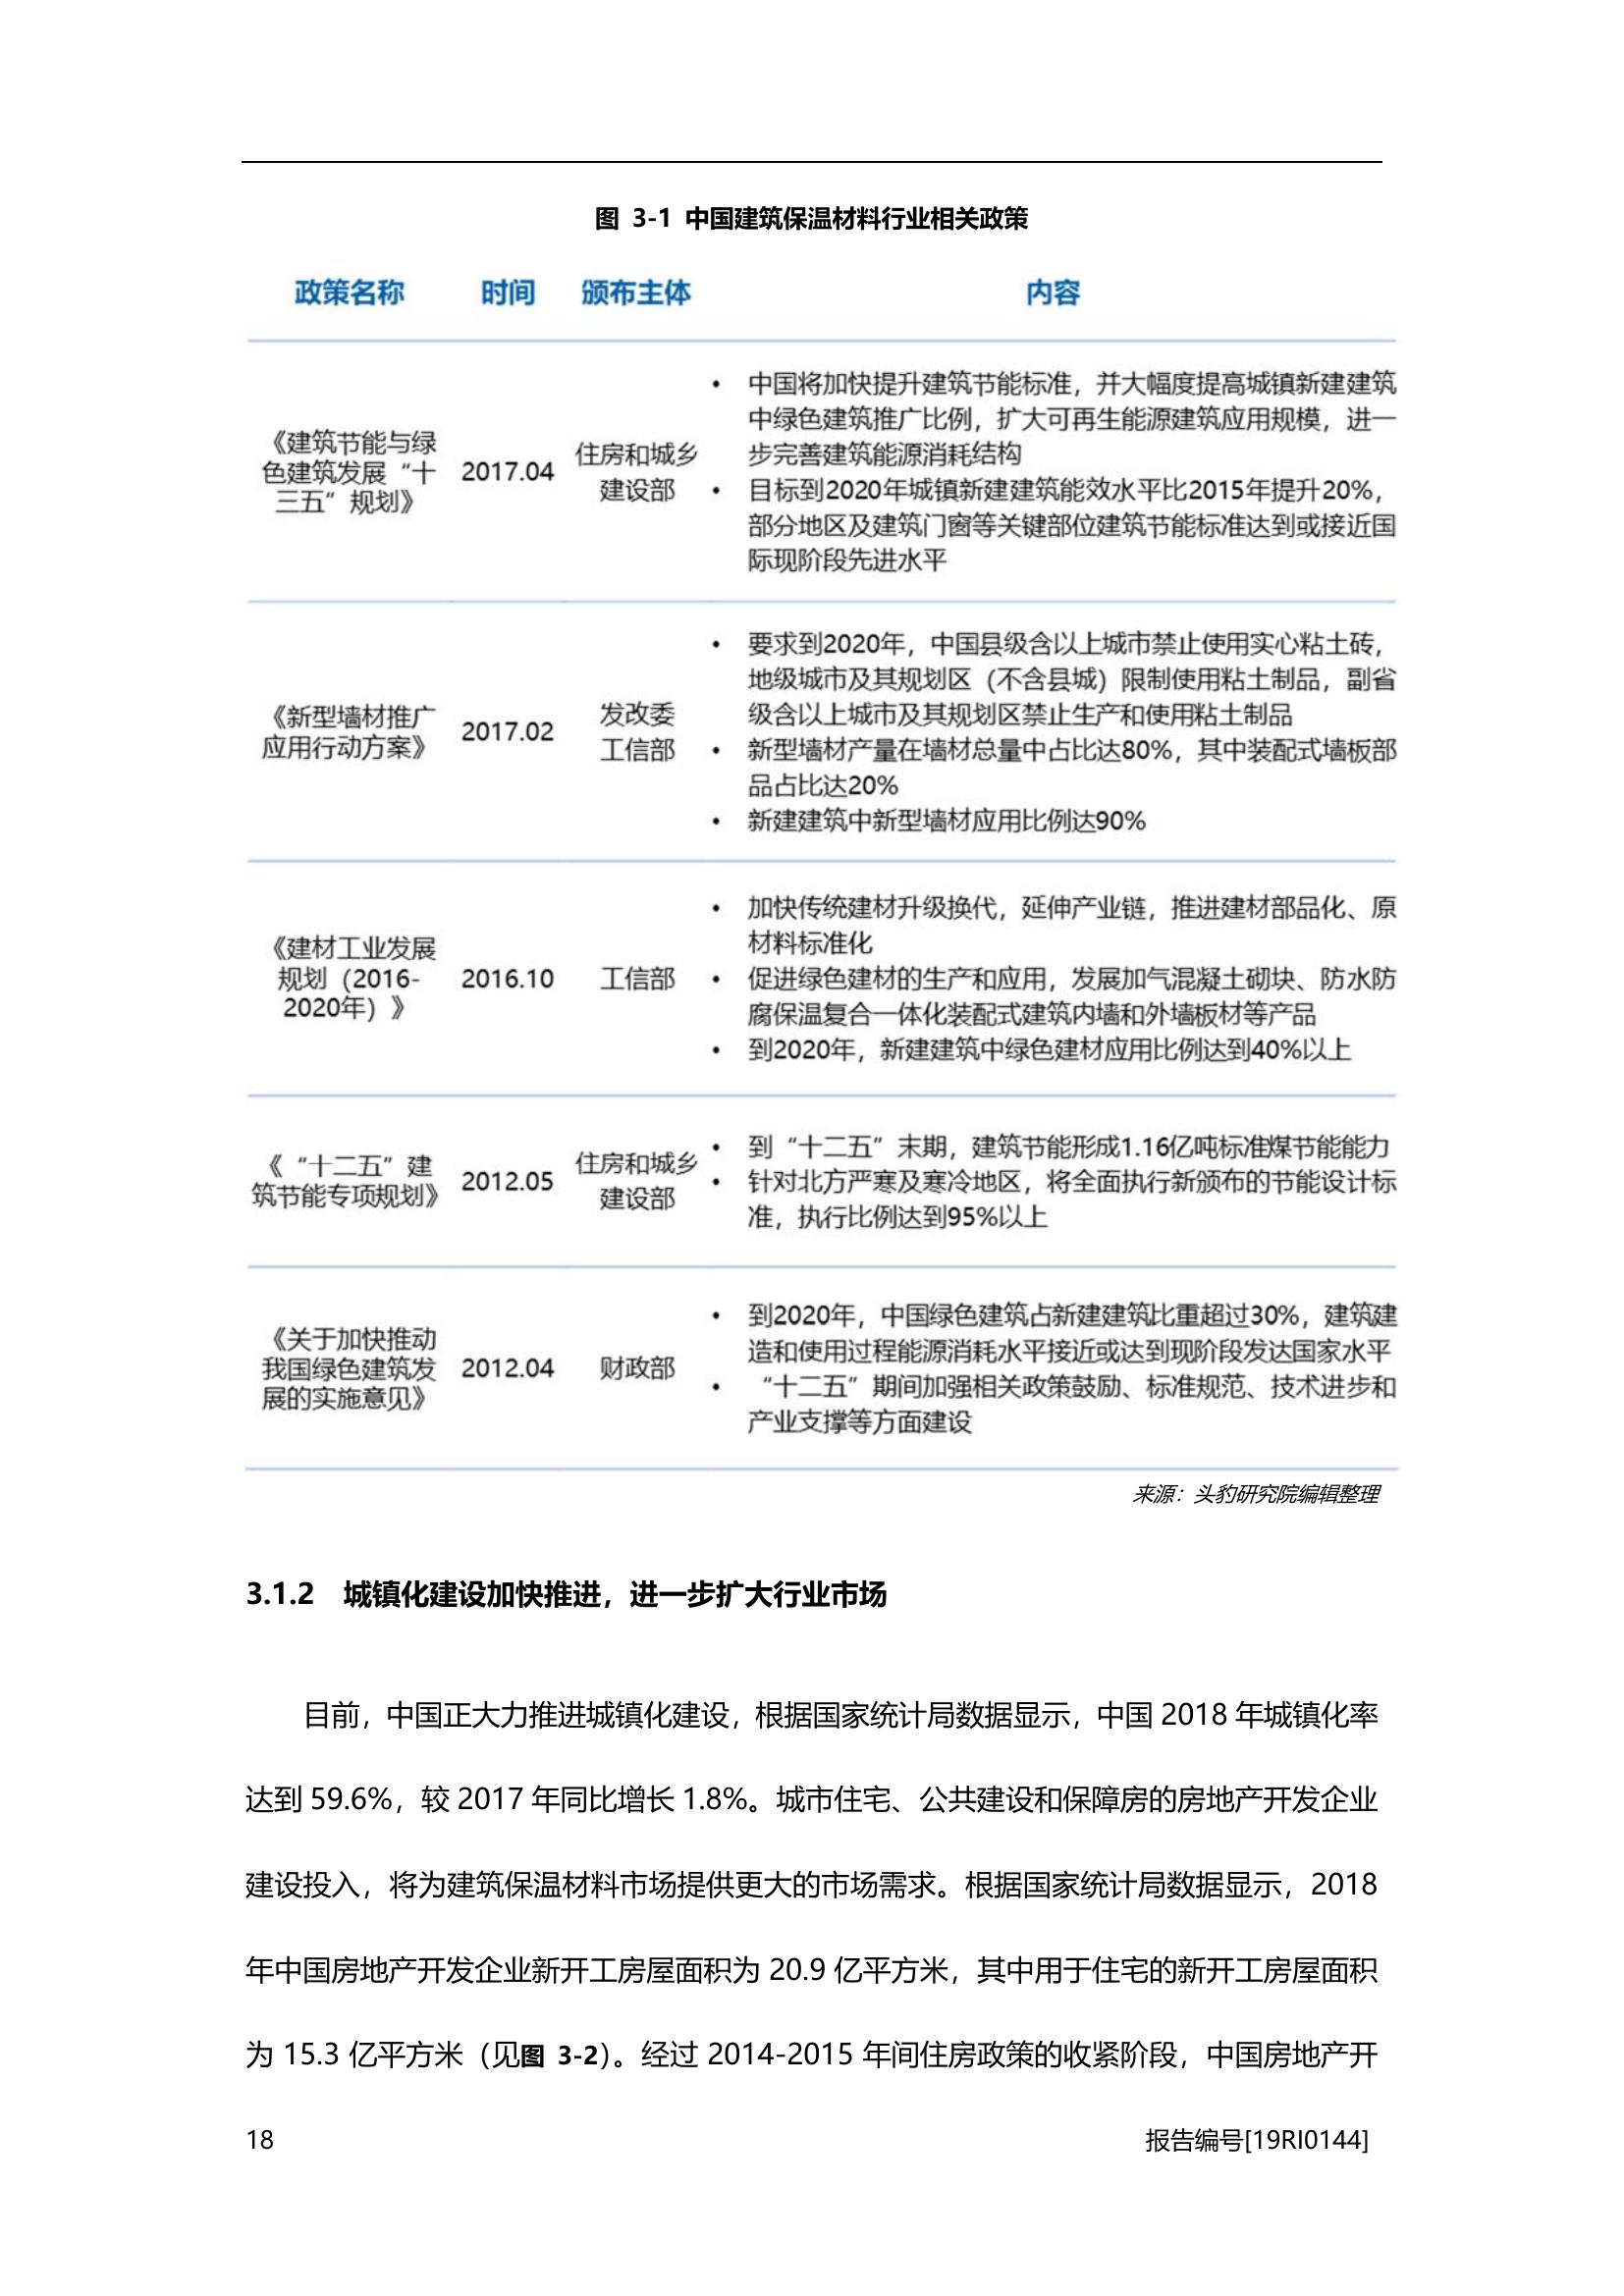 图 3-1 中国建筑保温材料行业相关政策
政策名称 时间 颁布主体 内容
《建筑节能与绿
色建筑发展“十
三五”规划》
2017.04
住房和城乡
建设部
• 中国将加快提升建筑节能标准，并大幅度提高城镇新建建筑
中绿色建筑推广比例，扩大可再生能源建筑应用规模，进一
步完善建筑能源消耗结构
• 目标到2020年城镇新建建筑能效水平比2015年提升20%，
部分地区及建筑门窗等关键部位建筑节能标准达到或接近国
际现阶段先进水平
《新型墙材推广
应用行动方案》
2017.02
发改委
工信部
• 要求到2020年，中国县级含以上城市禁止使用实心粘土砖，
地级城市及其规划区（不含县城）限制使用粘土制品，副省
级含以上城市及其规划区禁止生产和使用粘土制品
• 新型墙材产量在墙材总量中占比达80%，其中装配式墙板部
品占比达20%
• 新建建筑中新型墙材应用比例达90%
《建材工业发展
规划（2016-
2020年）》
2016.10
工信部
• 加快传统建材升级换代，延伸产业链，推进建材部品化、原
材料标准化
• 促进绿色建材的生产和应用，发展加气混凝土砌块、防水防
腐保温复合一体化装配式建筑内墙和外墙板材等产品
• 到2020年，新建建筑中绿色建材应用比例达到40%以上
《“十二五”建
筑节能专项规划》
2012.05
住房和城乡
建设部
• 到“十二五”末期，建筑节能形成1.16亿吨标准煤节能能力
• 针对北方严寒及寒冷地区，将全面执行新颁布的节能设计标
准，执行比例达到95%以上
《关于加快推动
我国绿色建筑发
展的实施意见》
2012.04
财政部
• 到2020年，中国绿色建筑占新建建筑比重超过30%，建筑建
造和使用过程能源消耗水平接近或达到现阶段发达国家水平
• “十二五”期间加强相关政策鼓励、标准规范、技术进步和
产业支撑等方面建设
来源：头豹研究院编辑整理
3.1.2 城镇化建设加快推进，进一步扩大行业市场
目前，中国正大力推进城镇化建设，根据国家统计局数据显示，中国 2018 年城镇化率
达到 59.6%，较 2017 年同比增长 1.8%。城市住宅、公共建设和保障房的房地产开发企业
建设投入，将为建筑保温材料市场提供更大的市场需求。根据国家统计局数据显示，2018
年中国房地产开发企业新开工房屋面积为 20.9 亿平方米，其中用于住宅的新开工房屋面积
为 15.3 亿平方米（见图 3-2）。经过 2014-2015 年间住房政策的收紧阶段，中国房地产开
18 报告编号[19RI0144]